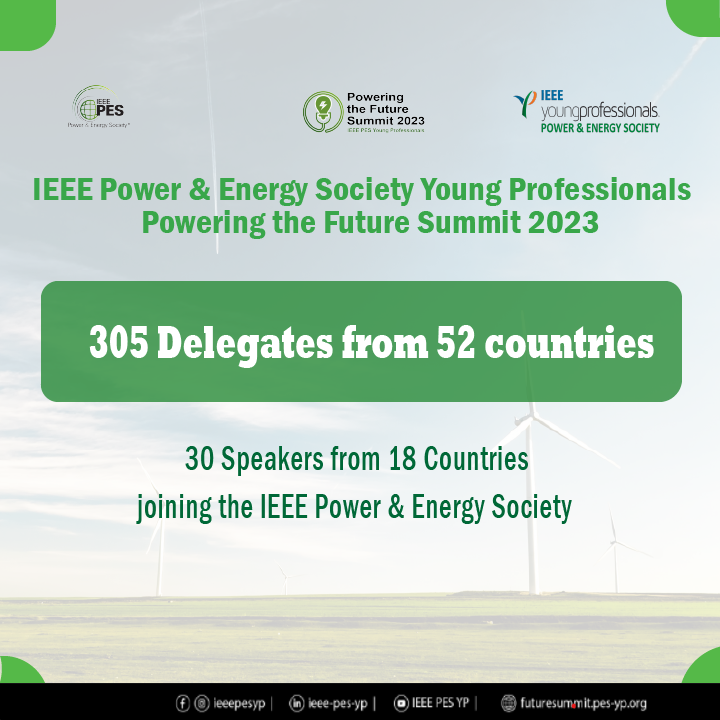 IEEE
PES
Power & Energy Society™
Powering
the Future
Summit 2023
IEEE PES Young Professionals
IEEE
youngprofessionals
POWER & ENERGY SOCIETY
IEEE Power & Energy Society Young Professionals
Powering the Future Summit 2023
305 Delegates from 52 countries
30 Speakers from 18 Countries
joining the IEEE Power & Energy Society
ieeepesyp | ieee-pes-yp | IEEE PES YP | futuresummit.pes-yp.org